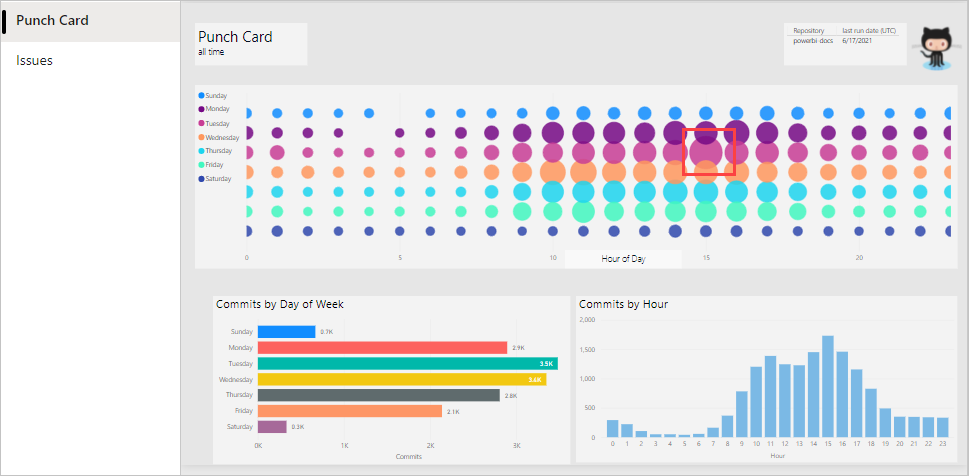 Punch Card
Issues
Punch Card
all time
Repository last run date (UTC)
powerbi-docs 6/17/2021
Sunday
Monday
Tuesday
Wednesday
Thursday
Friday
Saturday
0 5 10 15 20
Hour of Day
Commits by Day of Week
Sunday 0.7K
Monday 2.9K
Tuesday 3.5K
Wednesday 3.4K
Thursday 2.8K
Friday 2.1K
Saturday 0.3K
0K 1K 2K 3K
Commits
Commits by Hour
2,000
1,500
1,000
500
0
0 1 2 3 4 5 6 7 8 9 10 11 12 13 14 15 16 17 18 19 20 21 22 23
Hour